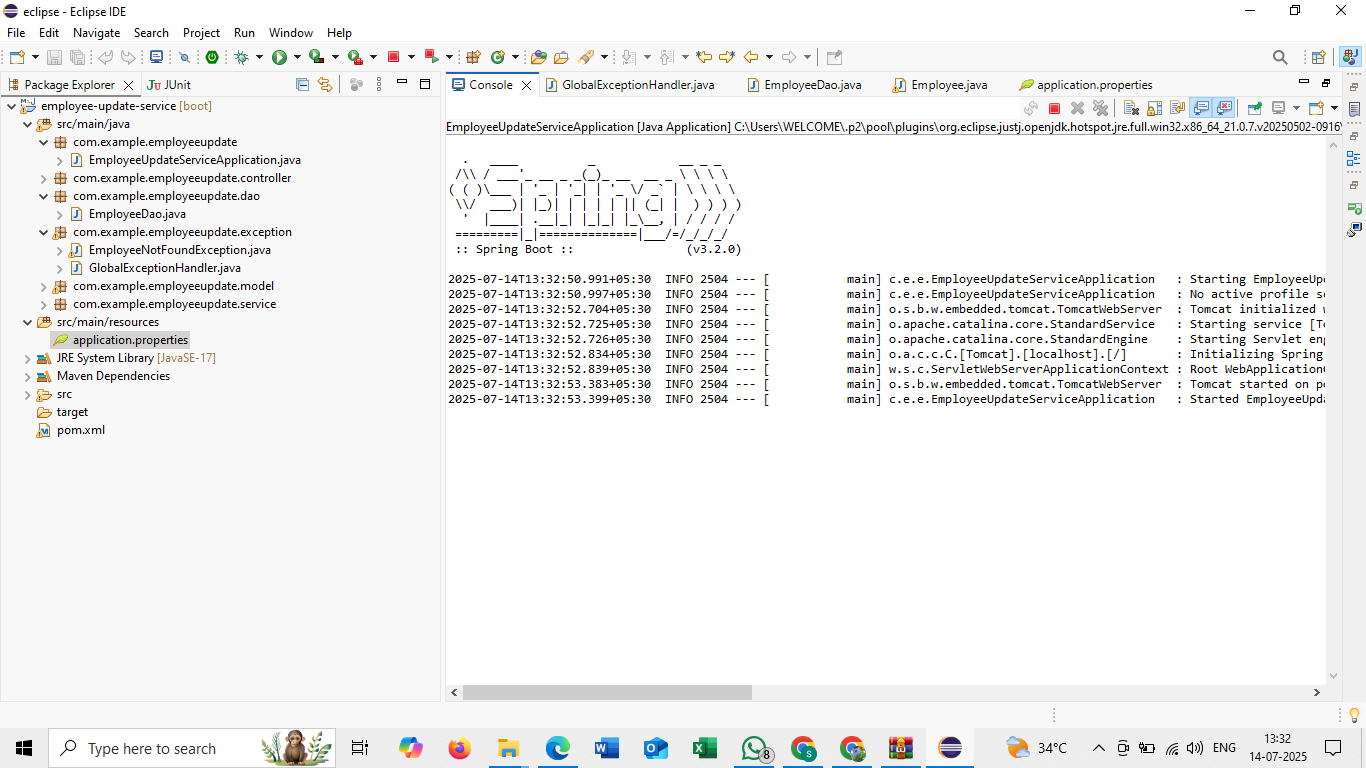 eclipse - Eclipse IDE
File Edit Navigate Search Project Run Window Help
Package Explorer
JUnit
employee-update-service [boot]
src/main/java
com.example.employeeupdate
EmployeeUpdateServiceApplication.java
com.example.employeeupdate.controller
com.example.employeeupdate.dao
EmployeeDao.java
com.example.employeeupdate.exception
EmployeeNotFoundException.java
GlobalExceptionHandler.java
com.example.employeeupdate.model
com.example.employeeupdate.service
src/main/resources
application.properties
JRE System Library [JavaSE-17]
Maven Dependencies
src
target
pom.xml
Console GlobalExceptionHandler.java EmployeeDao.java Employee.java application.properties
EmployeeUpdateServiceApplication [Java Application] C:\Users\WELCOME\.p2\pool\plugins\org.eclipse.justj.openjdk.hotspot.jre.full.win32.x86_64_21.0.7.v20250502-0916\
Spring
:: Spring Boot :: (v3.2.0)
2025-07-14T13:32:50.991+05:30 INFO 2504 --- [ main] c.e.e.EmployeeUpdateServiceApplication : Starting EmployeeUp
2025-07-14T13:32:50.997+05:30 INFO 2504 --- [ main] c.e.e.EmployeeUpdateServiceApplication : No active profile s
2025-07-14T13:32:52.704+05:30 INFO 2504 --- [ main] o.s.b.w.embedded.tomcat.TomcatWebServer : Tomcat initialized
2025-07-14T13:32:52.725+05:30 INFO 2504 --- [ main] o.apache.catalina.core.StandardService : Starting service [T
2025-07-14T13:32:52.726+05:30 INFO 2504 --- [ main] o.apache.catalina.core.StandardEngine : Starting Servlet en
2025-07-14T13:32:52.834+05:30 INFO 2504 --- [ main] o.a.c.c.C.[Tomcat].[localhost].[/] : Initializing Spring
2025-07-14T13:32:52.839+05:30 INFO 2504 --- [ main] w.s.c.ServletWebServerApplicationContext : Root WebApplication
2025-07-14T13:32:53.383+05:30 INFO 2504 --- [ main] o.s.b.w.embedded.tomcat.TomcatWebServer : Tomcat started on p
2025-07-14T13:32:53.399+05:30 INFO 2504 --- [ main] c.e.e.EmployeeUpdateServiceApplication : Started EmployeeUpd
Type here to search
8
34°C
ENG
13:32
14-07-2025